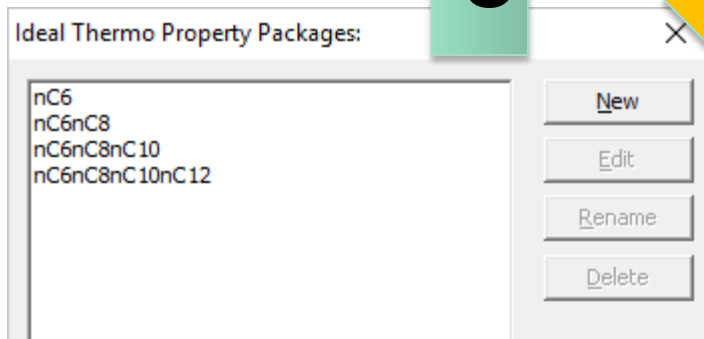 Ideal Thermo Property Packages:
nC6
nC6nC8
nC6nC8nC10
nC6nC8nC10nC12
New
Edit
Rename
Delete